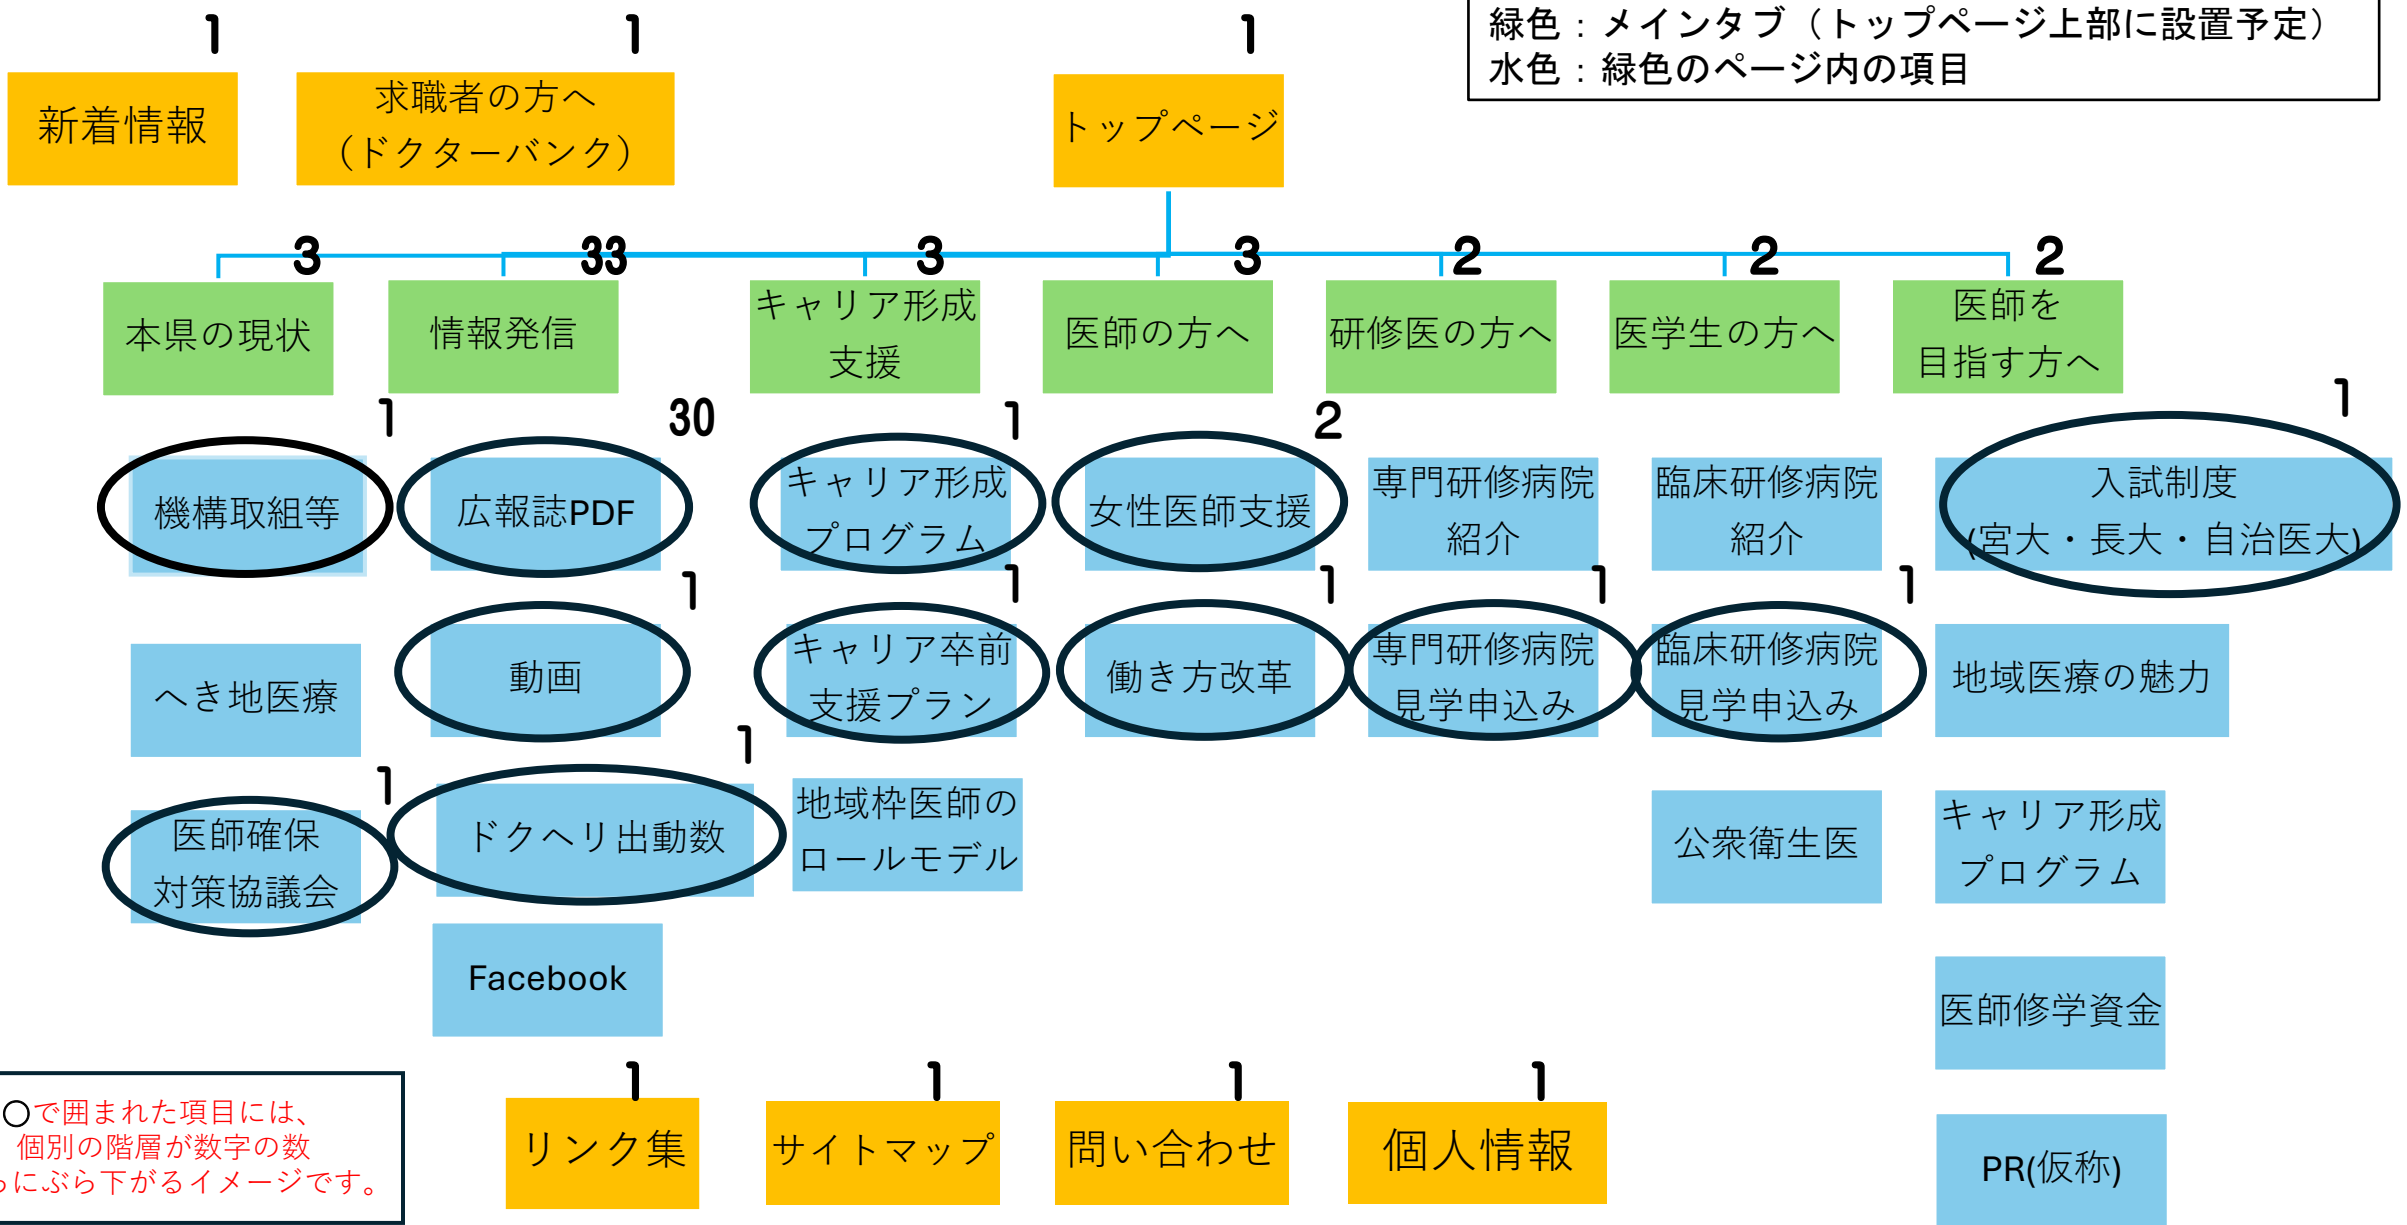 緑色：メインタブ（トップページ上部に設置予定）
水色：緑色のページ内の項目
1
1
1
新着情報
求職者の方へ
（ドクターバンク）
トップページ
3
33
3
3
2
2
2
本県の現状
情報発信
キャリア形成
支援
医師の方へ
研修医の方へ
医学生の方へ
医師を
目指す方へ
1
30
1
2
1
機構取組等
広報誌PDF
キャリア形成
プログラム
女性医師支援
専門研修病院
紹介
臨床研修病院
紹介
入試制度
(宮大・長大・自治医大)
1
1
1
1
1
へき地医療
動画
キャリア卒前
支援プラン
働き方改革
専門研修病院
見学申込み
臨床研修病院
見学申込み
地域医療の魅力
1
1
医師確保
対策協議会
ドクヘリ出動数
地域枠医師の
ロールモデル
公衆衛生医
キャリア形成
プログラム
Facebook
医師修学資金
1
1
1
1
〇で囲まれた項目には、
個別の階層が数字の数
らにぶら下がるイメージです。
リンク集
サイトマップ
問い合わせ
個人情報
PR(仮称)